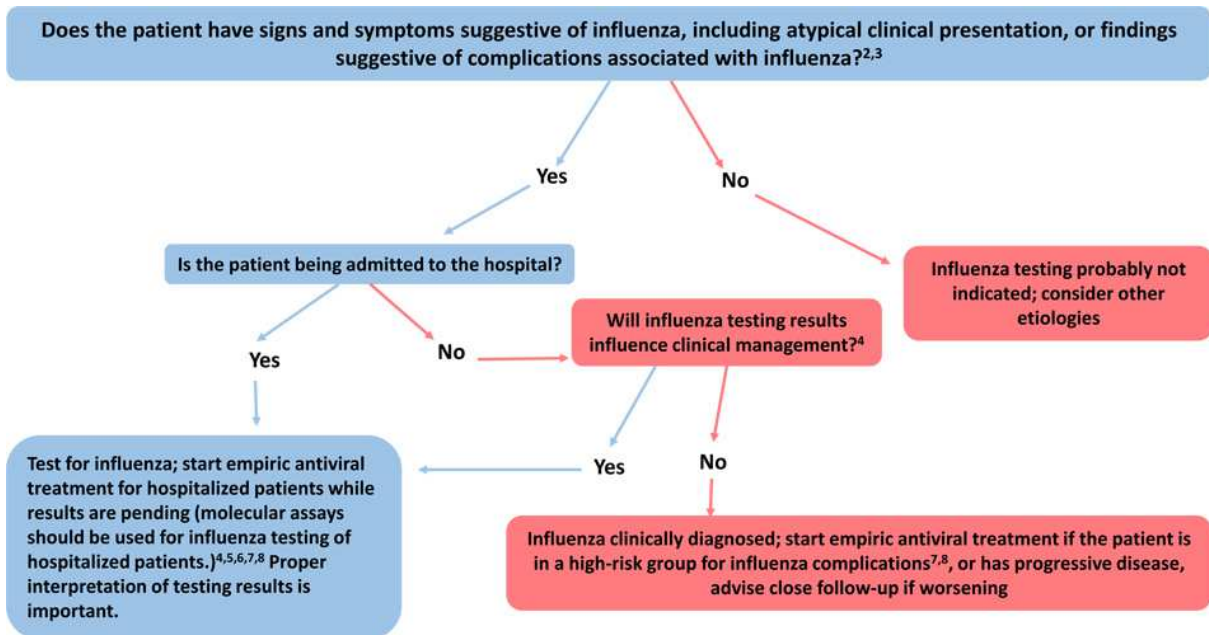 Does the patient have signs and symptoms suggestive of influenza, including atypical clinical presentation, or findings
suggestive of complications associated with influenza?2,3
Yes
No
Is the patient being admitted to the hospital?
Influenza testing probably not
indicated; consider other
etiologies
Will influenza testing results
influence clinical management?4
Yes
No
Test for influenza; start empiric antiviral
treatment for hospitalized patients while
results are pending (molecular assays
should be used for influenza testing of
hospitalized patients.)4,5,6,7,8 Proper
interpretation of testing results is
important.
Yes
No
Influenza clinically diagnosed; start empiric antiviral treatment if the patient is
in a high-risk group for influenza complications7,8, or has progressive disease,
advise close follow-up if worsening